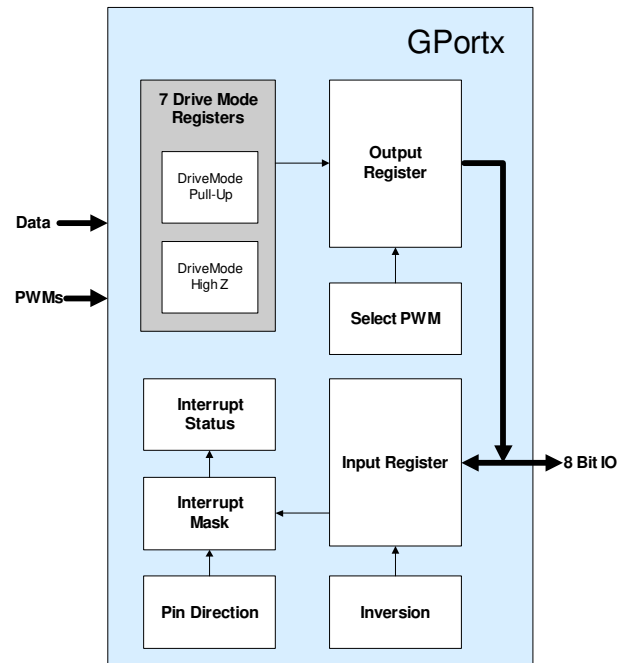 GPortx
7 Drive Mode
Registers
DriveMode
Pull-Up
DriveMode
High Z
Output
Register
Data
PWMs
Select PWM
Interrupt
Status
Input Register
8 Bit IO
Interrupt
Mask
Pin Direction
Inversion